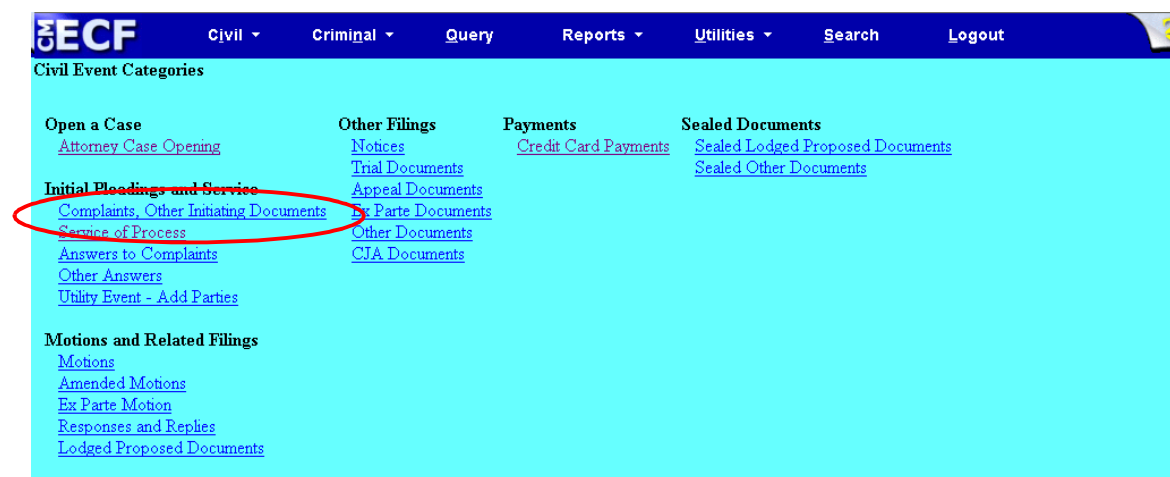 CM ECF Civil Criminal Query Reports Utilities Search Logout
Civil Event Categories
Open a Case
Attorney Case Opening
Initial Pleadings and Service
Complaints, Other Initiating Documents
Service of Process
Answers to Complaints
Other Answers
Utility Event - Add Parties
Motions and Related Filings
Motions
Amended Motions
Ex Parte Motion
Responses and Replies
Lodged Proposed Documents
Other Filings
Notices
Trial Documents
Appeal Documents
Ex Parte Documents
Other Documents
CJA Documents
Payments
Credit Card Payments
Sealed Documents
Sealed Lodged Proposed Documents
Sealed Other Documents